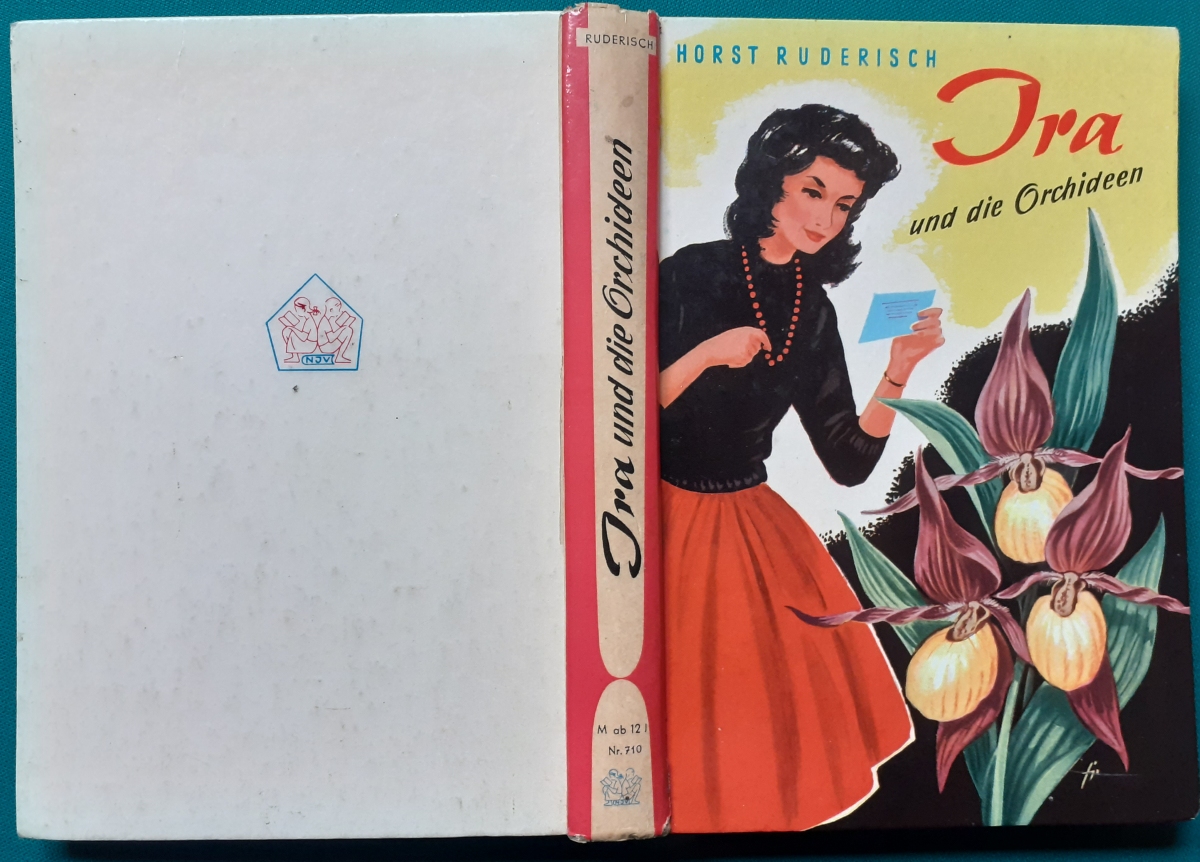 NJV
RUDERISCH
Ira und die Orchideen
M ab 12 J
Nr. 710
HORST RUDERISCH
Ira
und die Orchideen